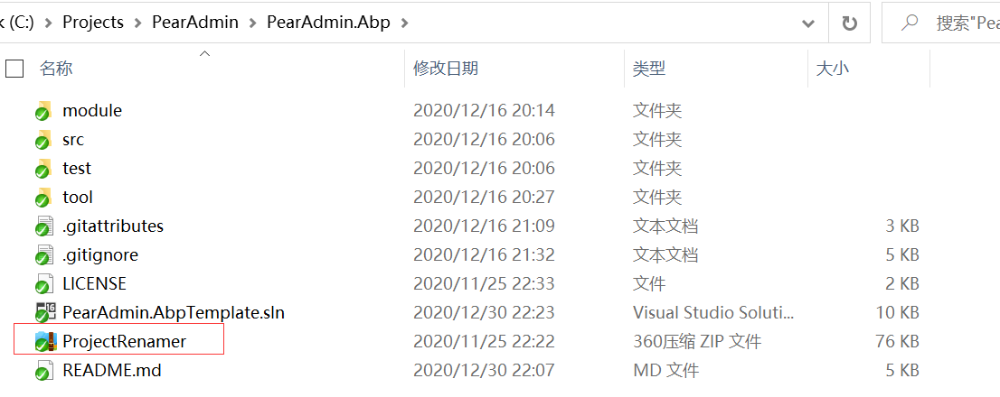 k (C:) > Projects > PearAdmin > PearAdmin.Abp > 搜索"Pea
名称 修改日期 类型 大小
module 2020/12/16 20:14 文件夹
src 2020/12/16 20:06 文件夹
test 2020/12/16 20:06 文件夹
tool 2020/12/16 20:27 文件夹
.gitattributes 2020/12/16 21:09 文本文档 3 KB
.gitignore 2020/12/16 21:32 文本文档 5 KB
LICENSE 2020/11/25 22:33 文件 2 KB
PearAdmin.AbpTemplate.sln 2020/12/30 22:23 Visual Studio Soluti... 10 KB
ProjectRenamer 2020/11/25 22:22 360压缩 ZIP 文件 76 KB
README.md 2020/12/30 22:07 MD 文件 5 KB